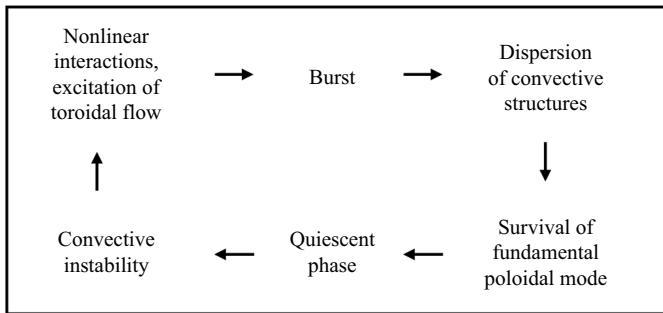 Nonlinear
interactions,
excitation of
toroidal flow
Burst
Dispersion
of convective
structures
Survival of
fundamental
poloidal mode
Quiescent
phase
Convective
instability